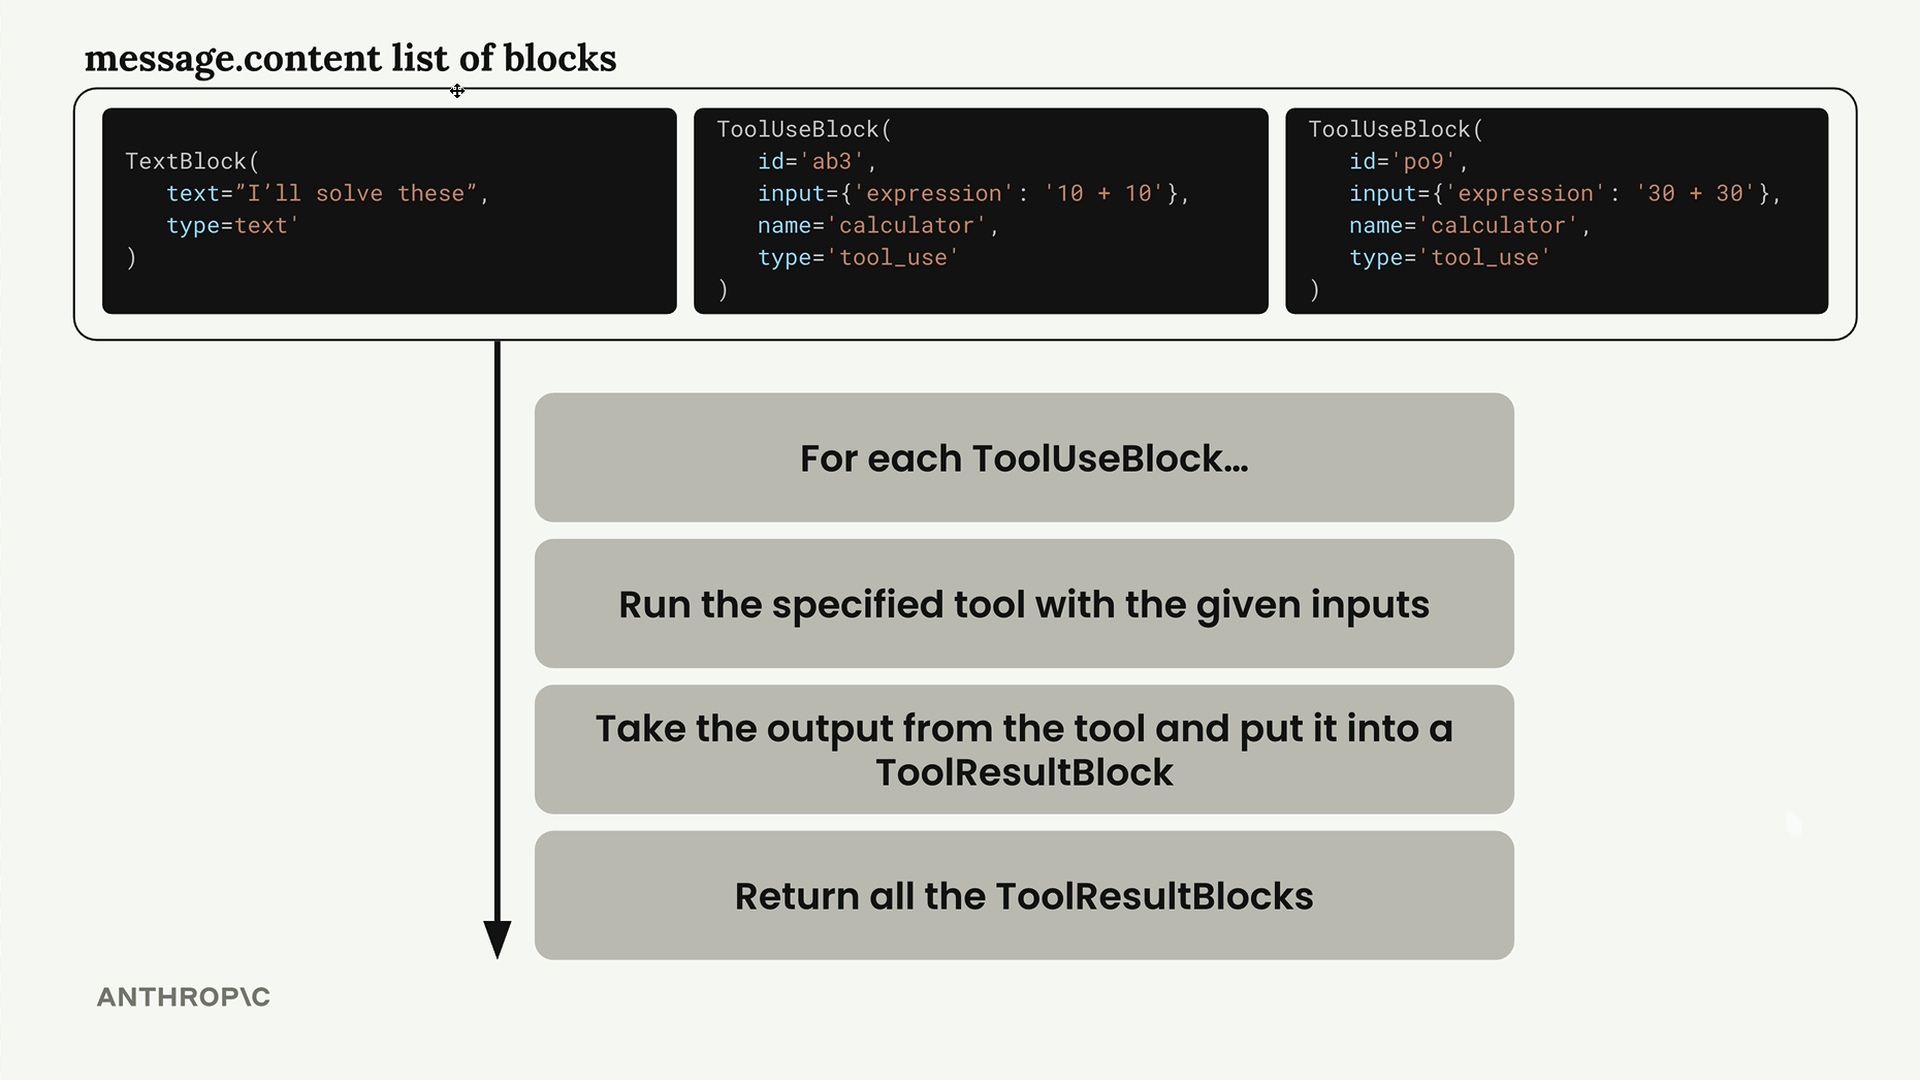 message.content list of blocks
TextBlock(
text=”I’ll solve these”,
type=text'
)
ToolUseBlock(
id='ab3',
input={'expression': '10 + 10'},
name='calculator',
type='tool_use'
)
ToolUseBlock(
id='po9',
input={'expression': '30 + 30'},
name='calculator',
type='tool_use'
)
For each ToolUseBlock…
Run the specified tool with the given inputs
Take the output from the tool and put it into a
ToolResultBlock
Return all the ToolResultBlocks
ANTHROP\C